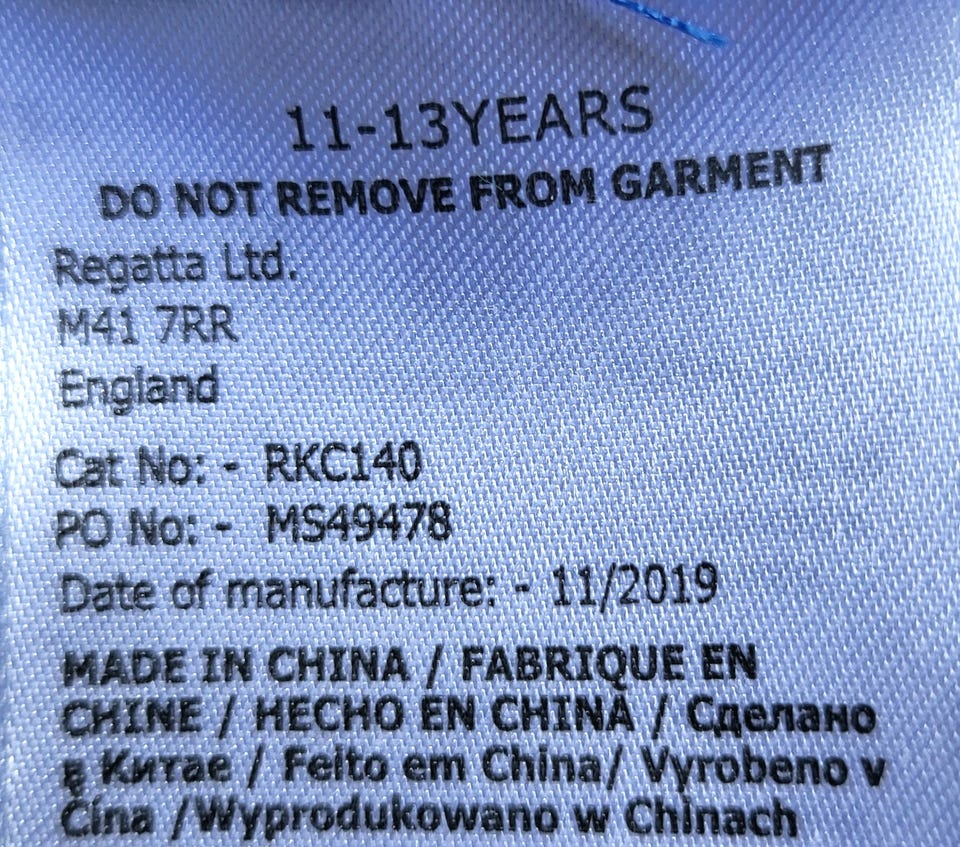 11-13YEARS
DO NOT REMOVE FROM GARMENT
Regatta Ltd.
M41 7RR
England
Cat No: - RKC140
PO No: - MS49478
Date of manufacture: - 11/2019
MADE IN CHINA / FABRIQUE EN
CHINE / HECHO EN CHINA / Сделано
в Китае / Feito em China/ Vyrobeno v
Cína /Wyprodukowano w Chinach